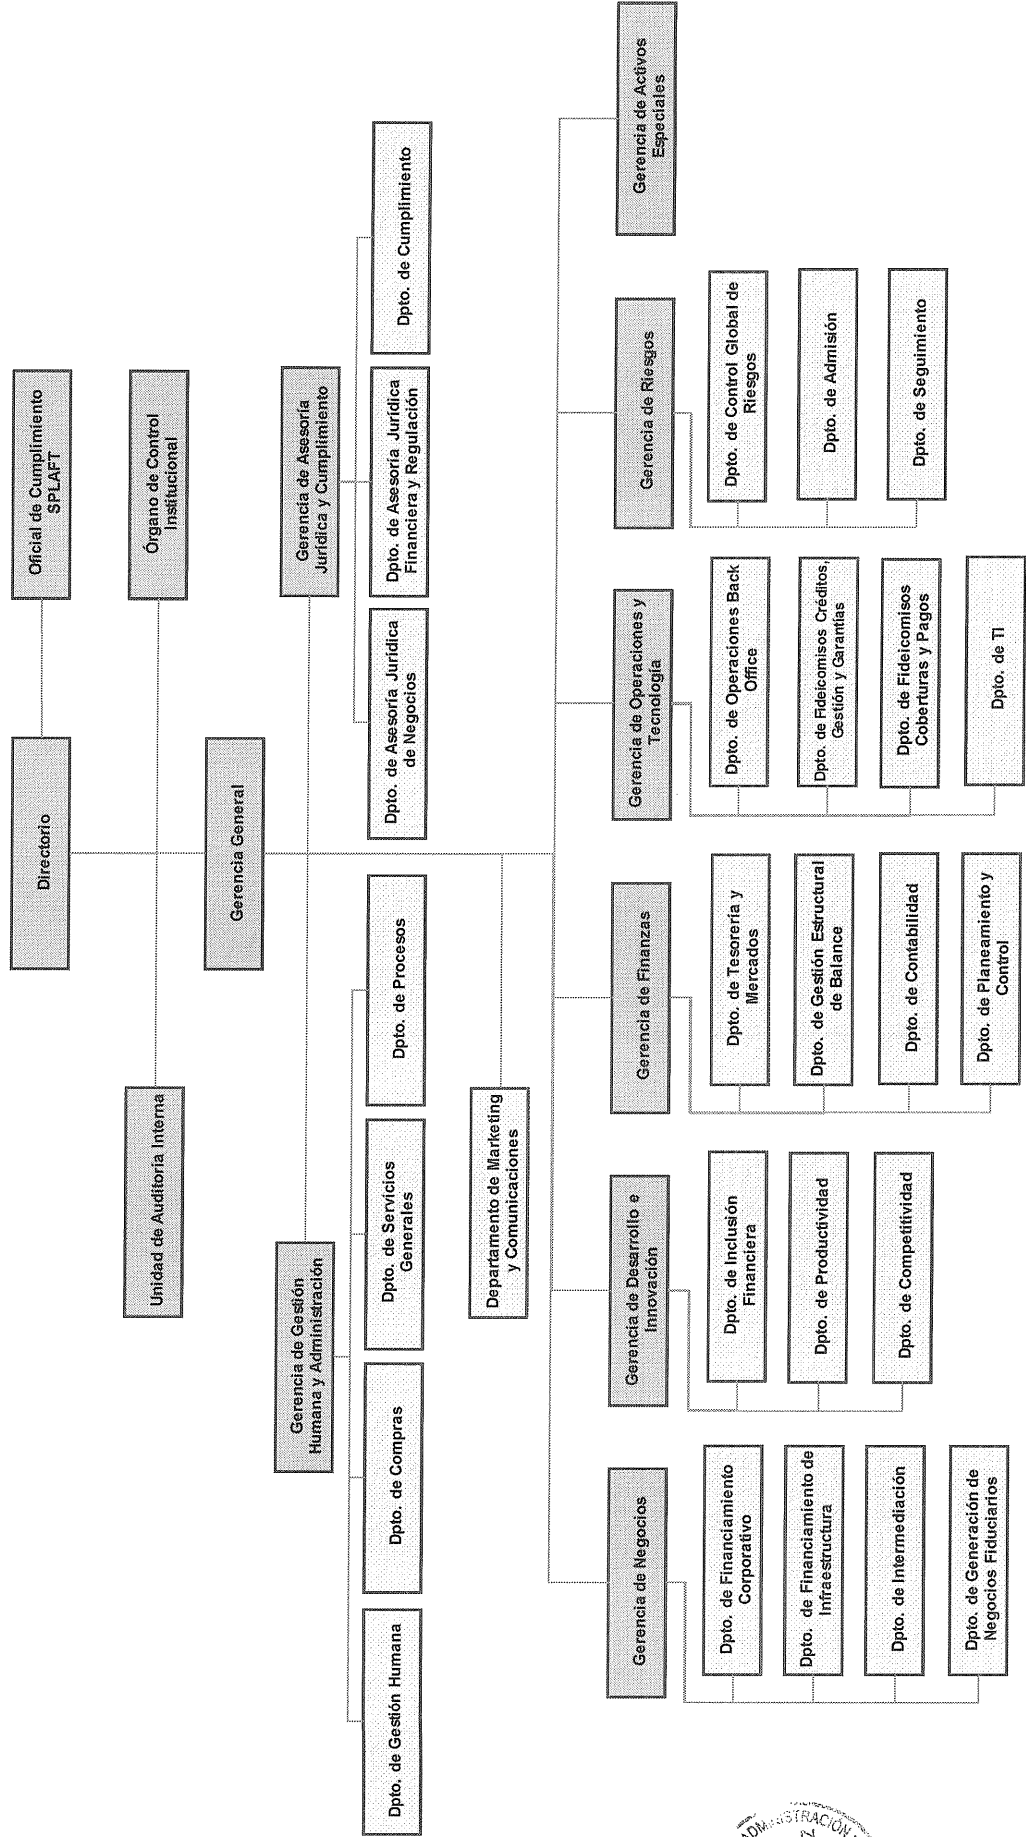 Directorio
Oficial de Cumplimiento
SPLAFT
Unidad de Auditoría Interna
Órgano de Control
Institucional
Gerencia General
Gerencia de Gestión
Humana y Administración
Gerencia de Asesoría
Jurídica y Cumplimiento
Dpto. de Gestión Humana
Dpto. de Compras
Dpto. de Servicios
Generales
Dpto. de Procesos
Dpto. de Asesoría Jurídica
de Negocios
Dpto. de Asesoría Jurídica
Financiera y Regulación
Dpto. de Cumplimiento
Departamento de Marketing
y Comunicaciones
Gerencia de Negocios
Dpto. de Financiamiento
Corporativo
Dpto. de Financiamiento de
Infraestructura
Dpto. de Intermediación
Dpto. de Generación de
Negocios Fiduciarios
Gerencia de Desarrollo e
Innovación
Dpto. de Inclusión
Financiera
Dpto. de Productividad
Dpto. de Competitividad
Gerencia de Finanzas
Dpto. de Tesorería y
Mercados
Dpto. de Gestión Estructural
de Balance
Dpto. de Contabilidad
Dpto. de Planeamiento y
Control
Gerencia de Operaciones y
Tecnología
Dpto. de Operaciones Back
Office
Dpto. de Fideicomisos Créditos,
Gestión y Garantías
Dpto. de Fideicomisos
Coberturas y Pagos
Dpto. de TI
Gerencia de Riesgos
Dpto. de Control Global de
Riesgos
Dpto. de Admisión
Dpto. de Seguimiento
Gerencia de Activos
Especiales